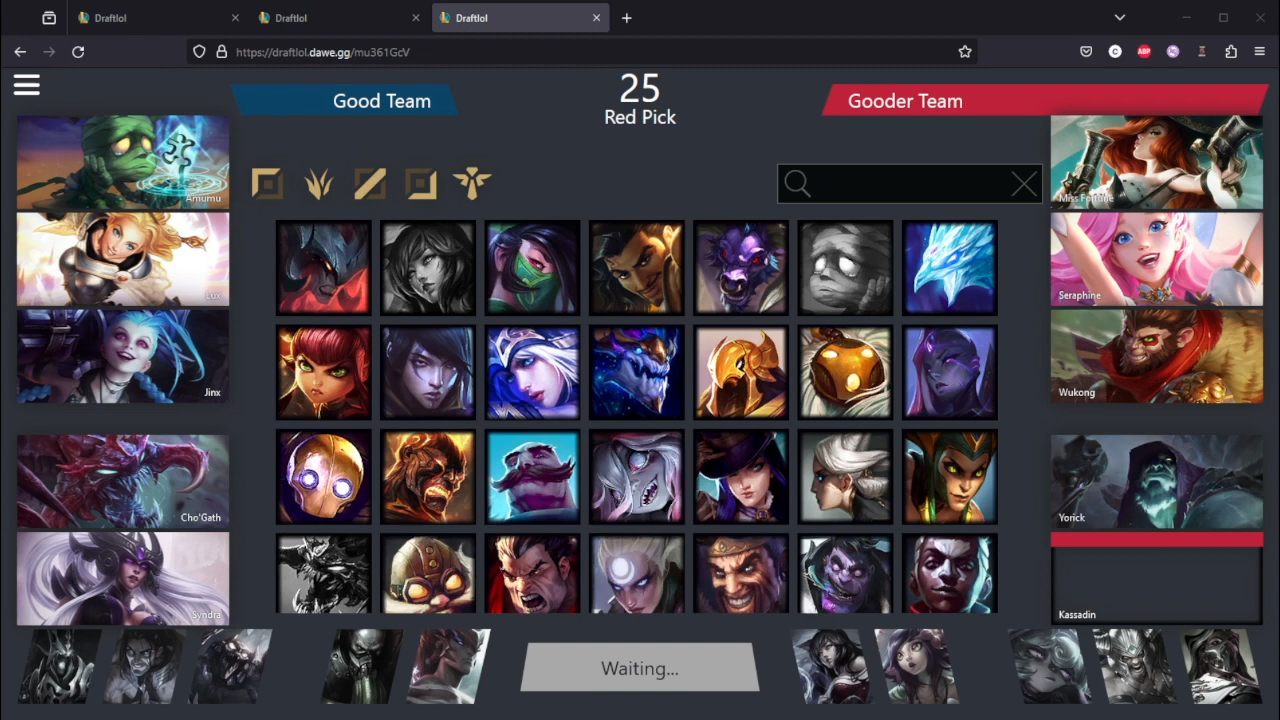 Draftlol
Draftlol
Draftlol
https://draftlol.dawe.gg/mu361GcV
C
ABP
Good Team
25
Red Pick
Gooder Team
Amumu
Lux
Jinx
Cho'Gath
Syndra
Miss Fortune
Seraphine
Wukong
Yorick
Kassadin
Waiting...